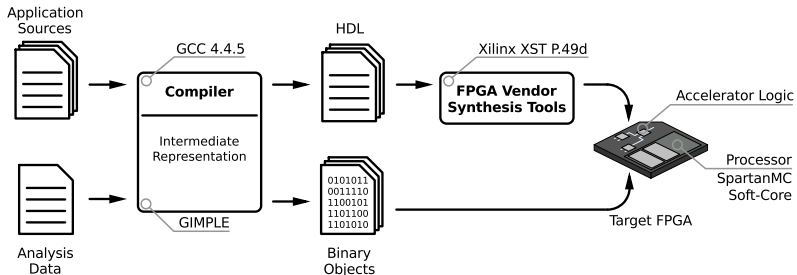 Application
Sources
GCC 4.4.5
Compiler
Intermediate
Representation
GIMPLE
Analysis
Data
HDL
Xilinx XST P.49d
FPGA Vendor
Synthesis Tools
0101011
0011110
1100101
1101100
1101010
Binary
Objects
Accelerator Logic
Processor
SpartanMC
Soft-Core
Target FPGA